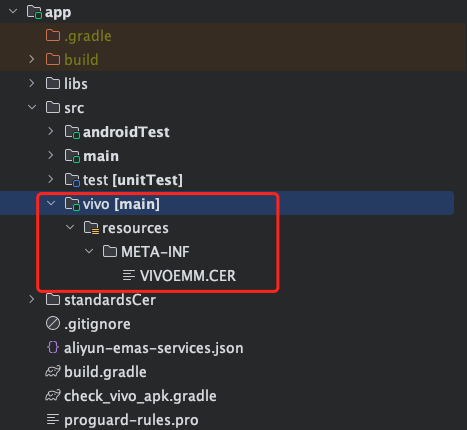 app
.gradle
build
libs
src
androidTest
main
test [unitTest]
vivo [main]
resources
META-INF
VIVOEMM.CER
standardsCer
.gitignore
aliyun-emas-services.json
build.gradle
check_vivo_apk.gradle
proguard-rules.pro